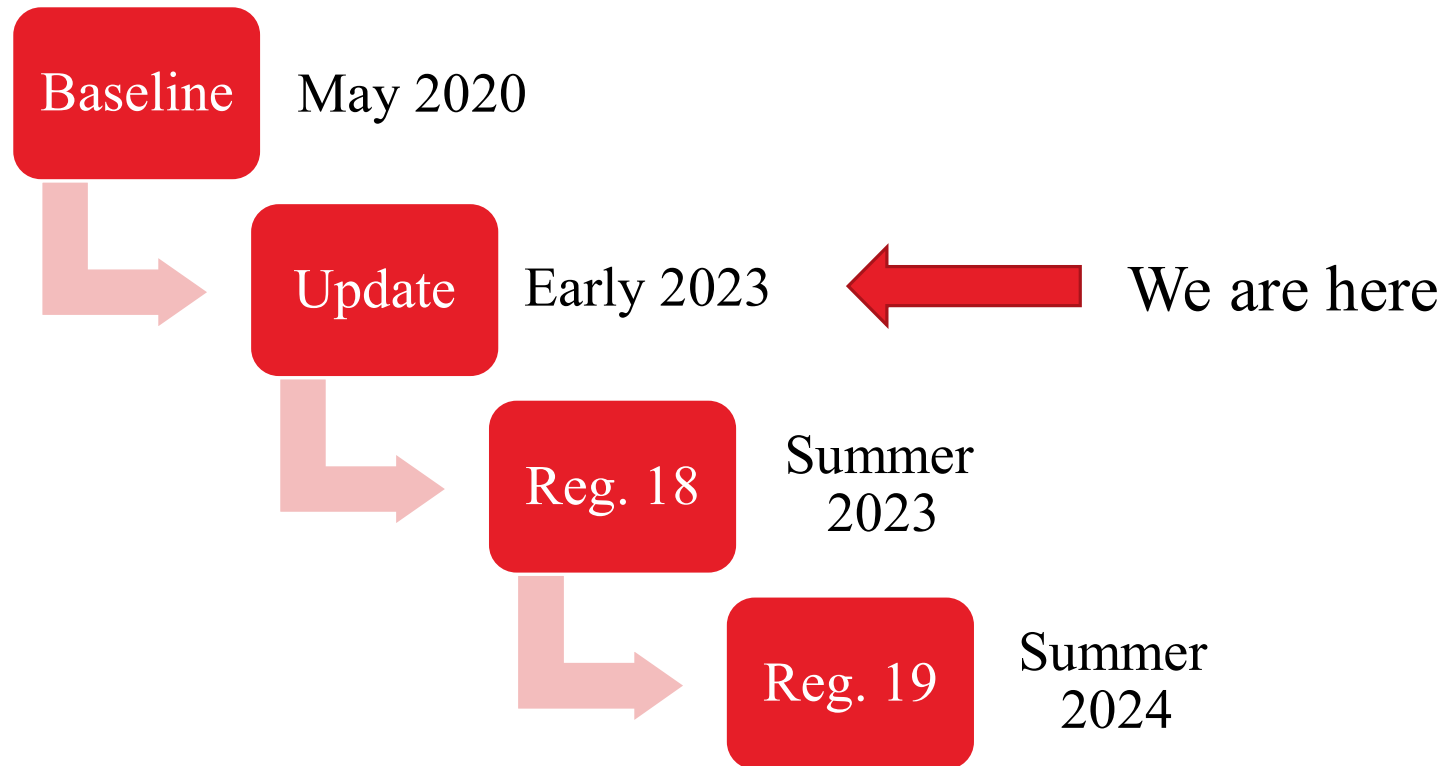 Baseline
May 2020
Update
Early 2023
We are here
Reg. 18
Summer
2023
Reg. 19
Summer
2024